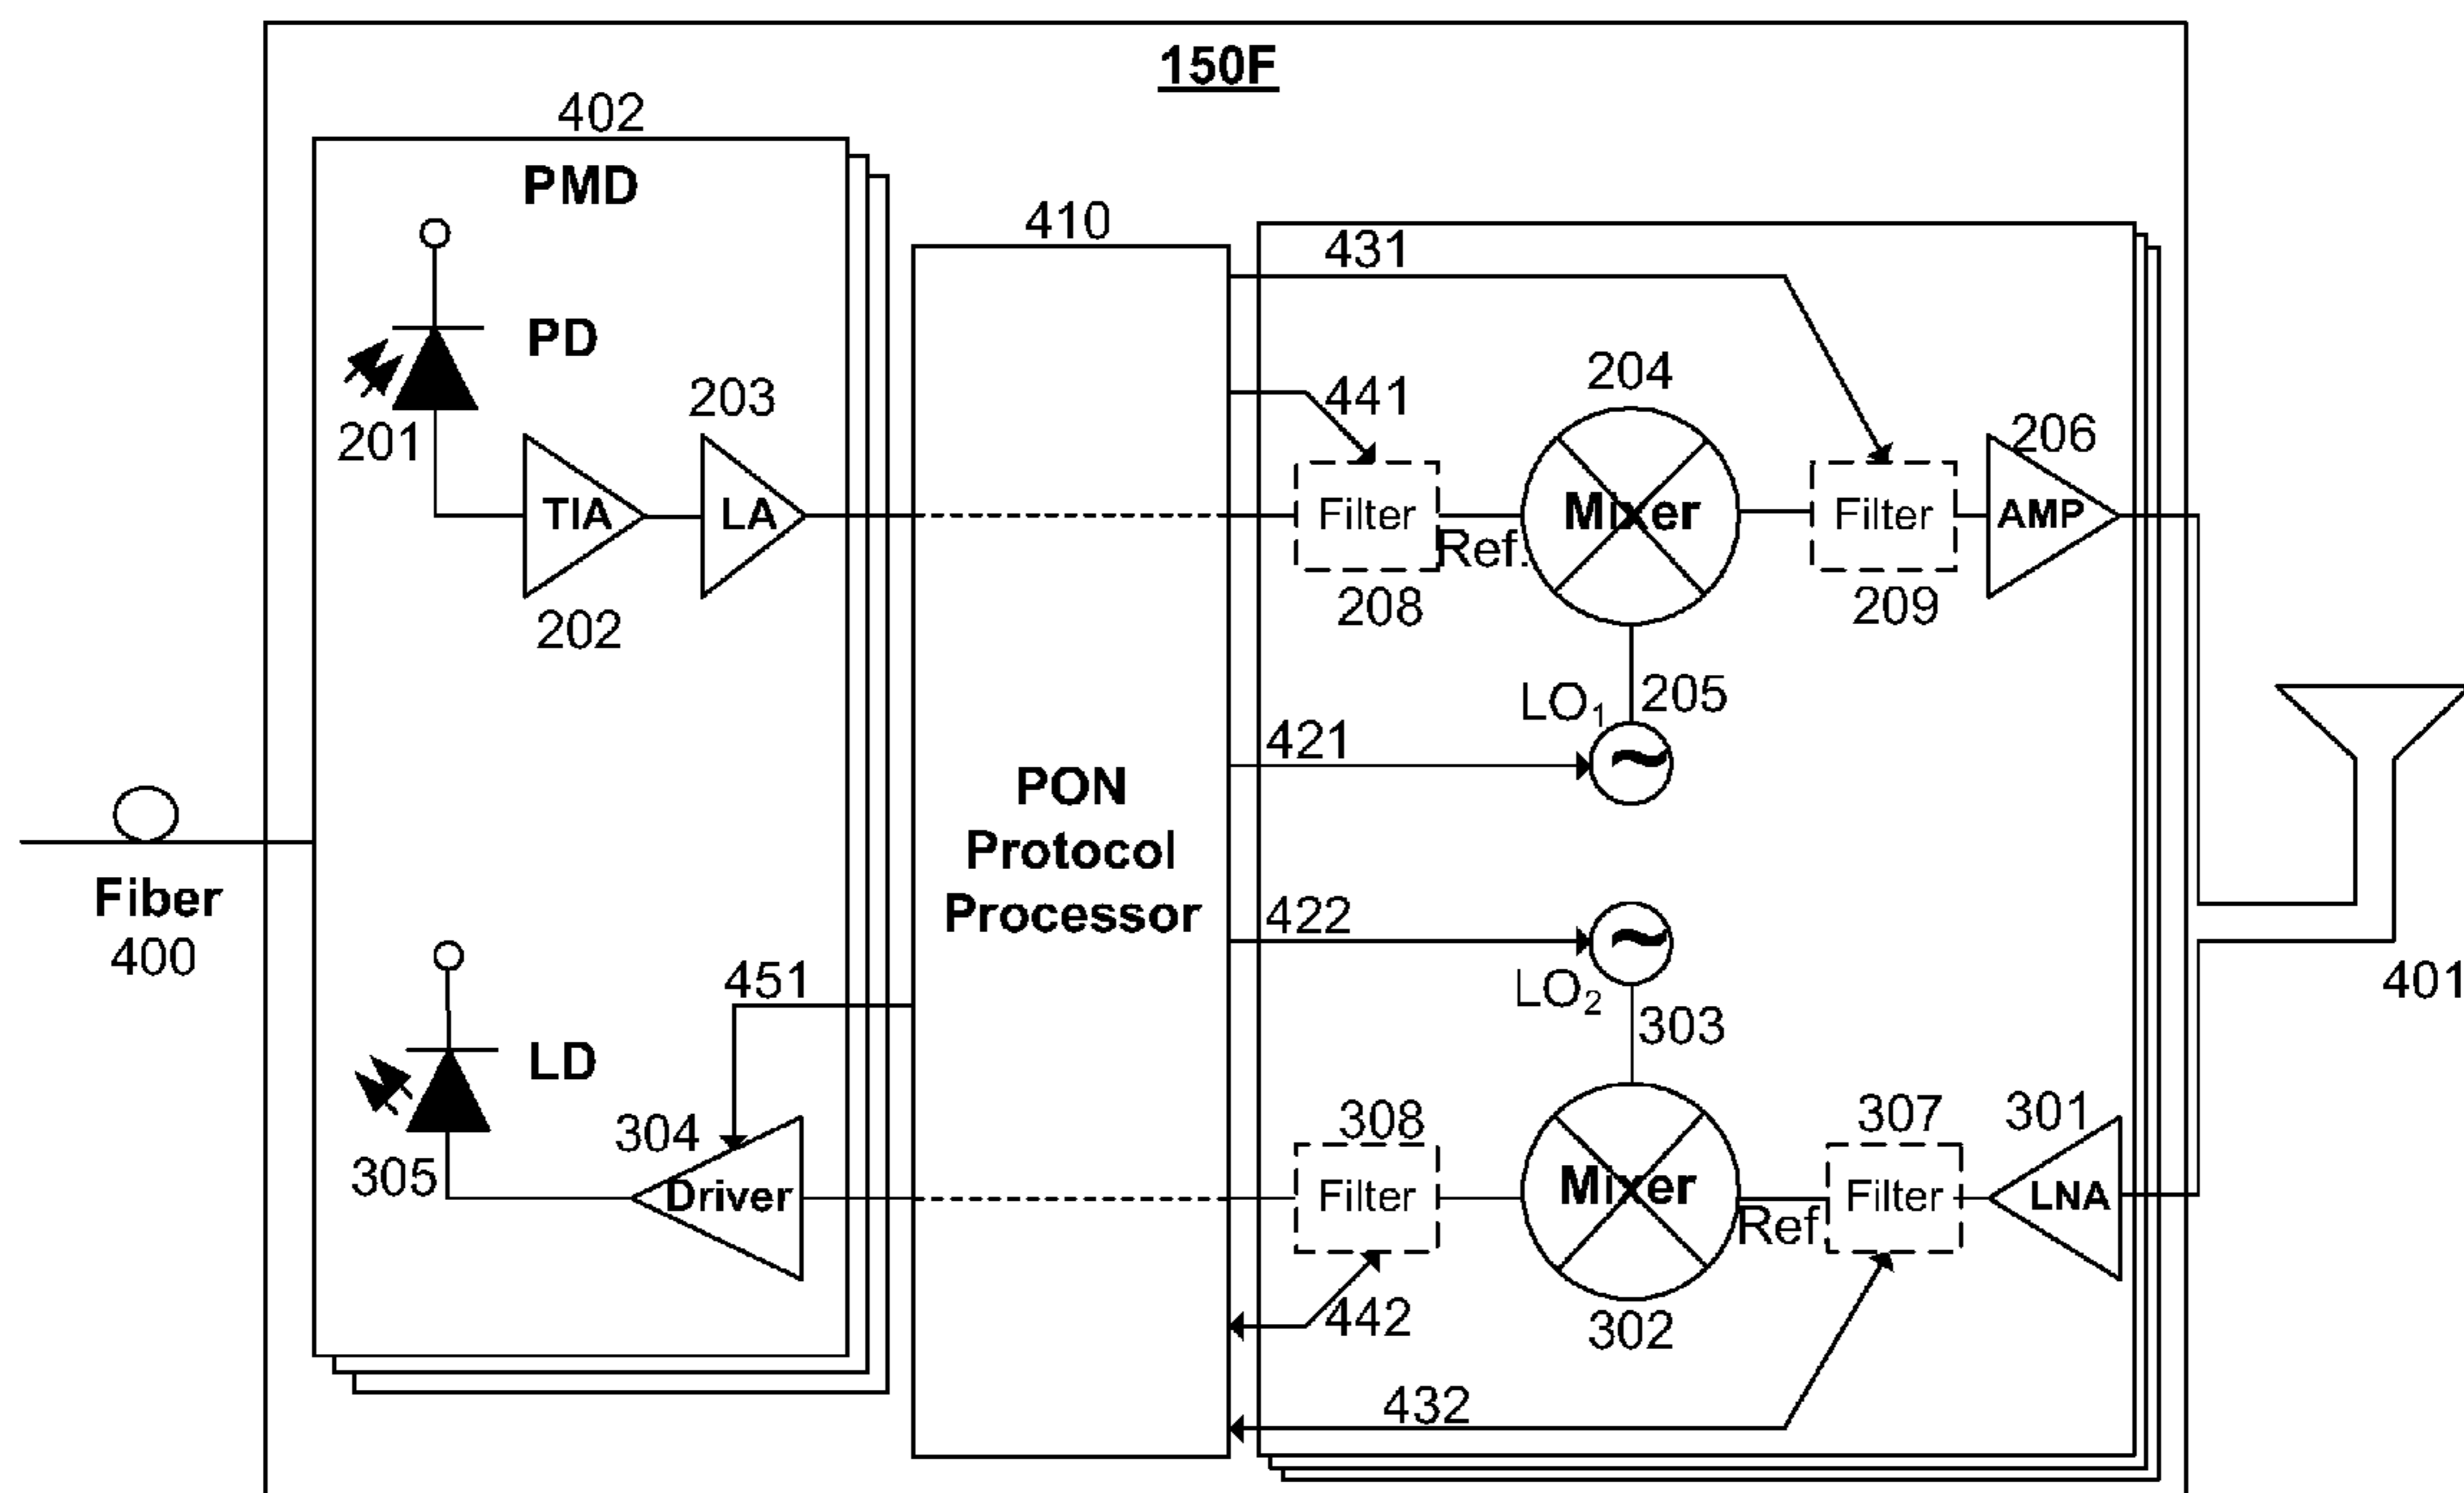 150F
402
PMD
410
431
PD
204
441
203
206
201
TIA
LA
Filter
Mixer
Filter
AMP
Ref.
202
208
209
LO1
205
421
PON
Protocol
Processor
Fiber
400
422
451
LO2
303
401
LD
304
308
307
301
305
Driver
Filter
Mixer
Ref.
Filter
LNA
442
302
432